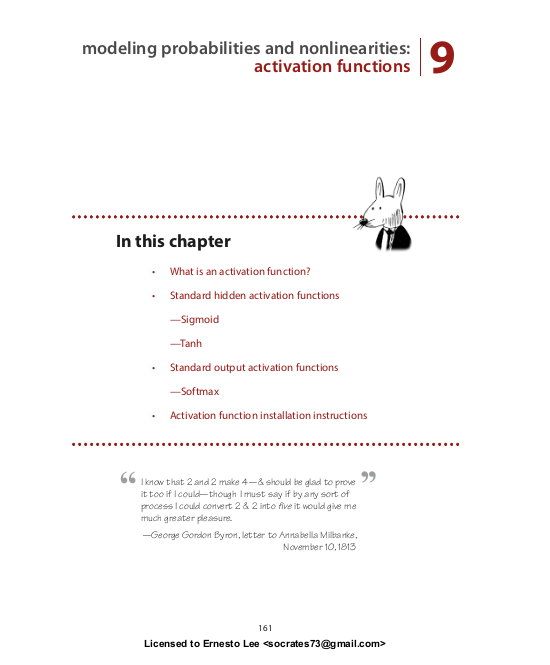 modeling probabilities and nonlinearities:
activation functions
9
In this chapter
• What is an activation function?
• Standard hidden activation functions
—Sigmoid
—Tanh
• Standard output activation functions
—Softmax
• Activation function installation instructions
“ I know that 2 and 2 make 4—& should be glad to prove ”
it too if I could—though I must say if by any sort of
process I could convert 2 & 2 into five it would give me
much greater pleasure.
—George Gordon Byron, letter to Annabella Milbanke,
November 10, 1813
161
Licensed to Ernesto Lee <socrates73@gmail.com>